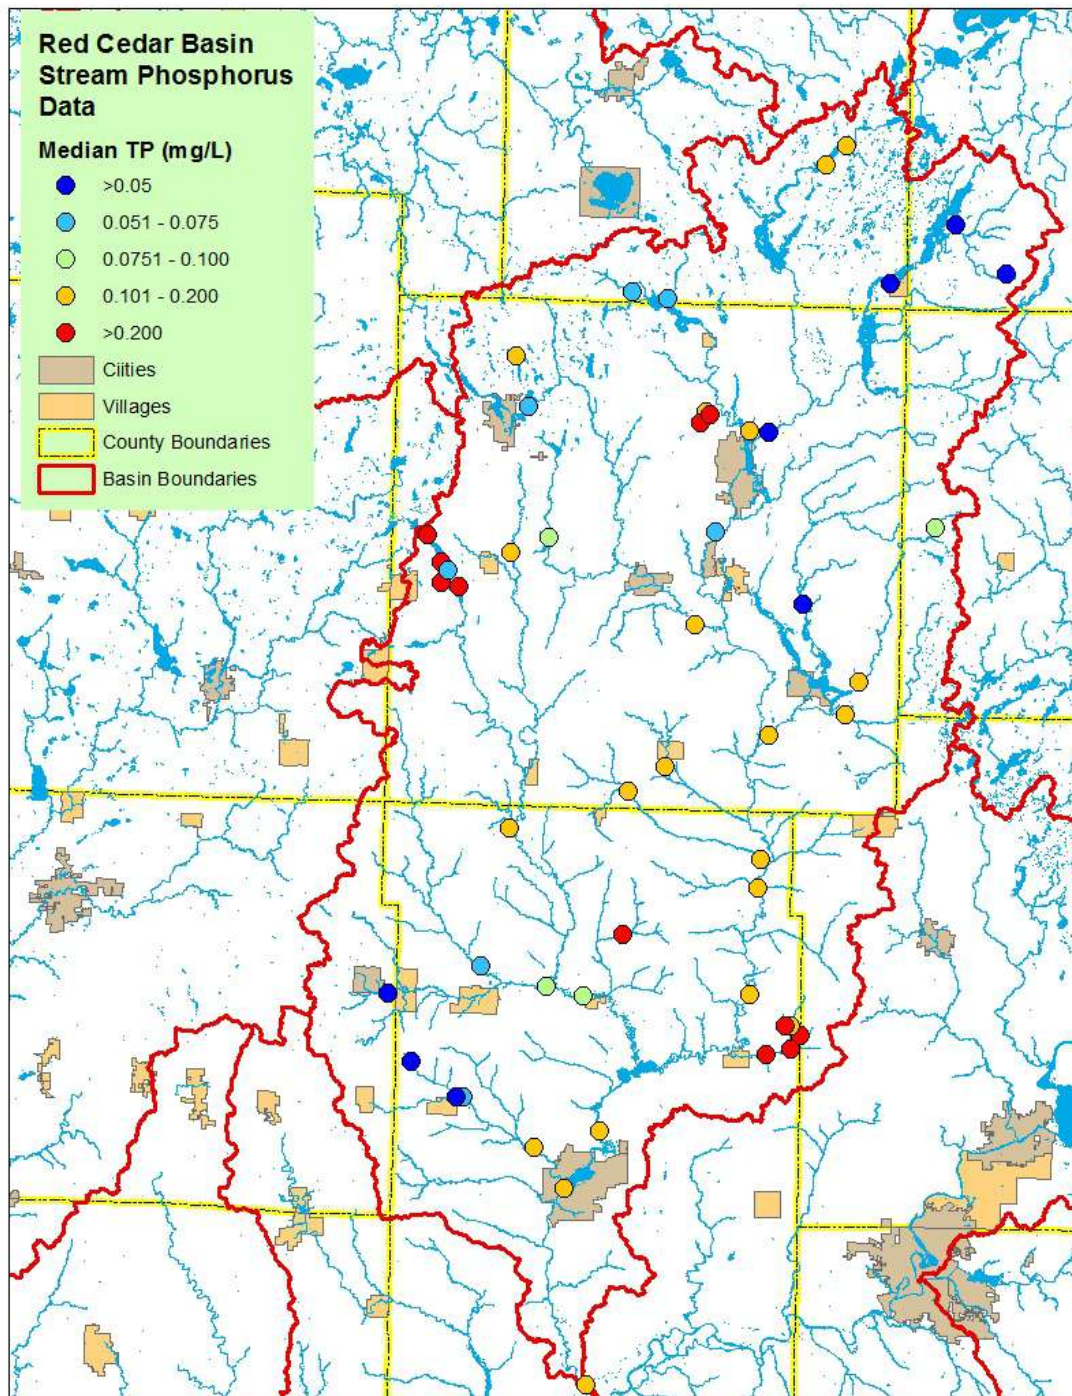 Red Cedar Basin
Stream Phosphorus
Data
Median TP (mg/L)
>0.05
0.051 - 0.075
0.0751 - 0.100
0.101 - 0.200
>0.200
Ciities
Villages
County Boundaries
Basin Boundaries